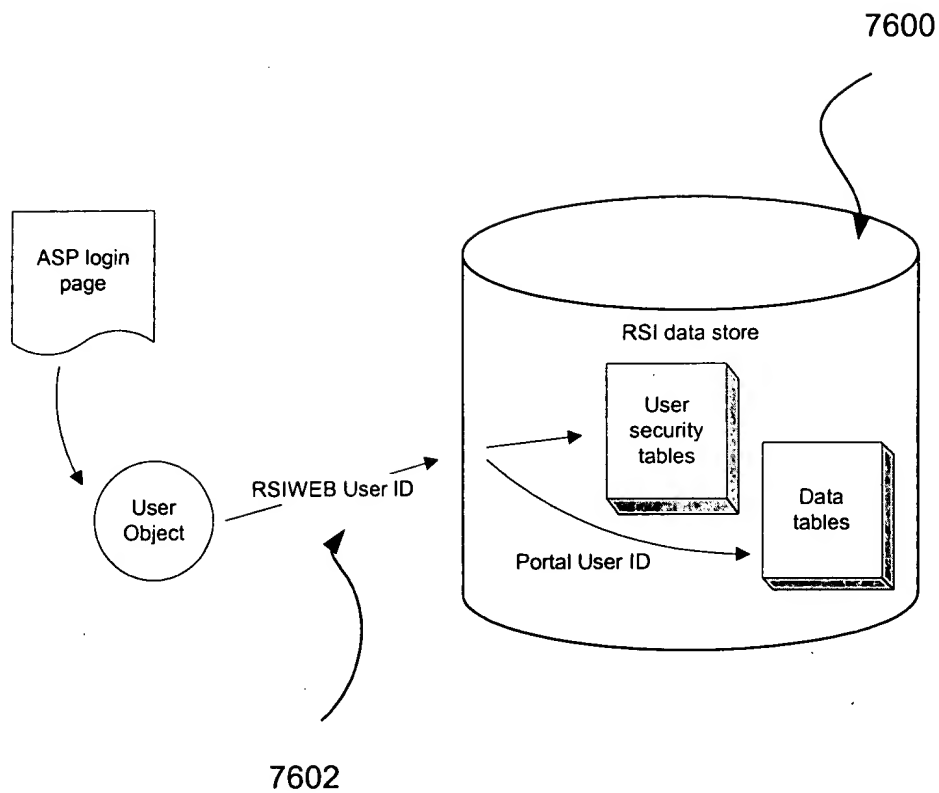 7600
ASP login
page
RSI data store
User
security
tables
RSIWEB User ID
User
Object
Data
tables
Portal User ID
7602